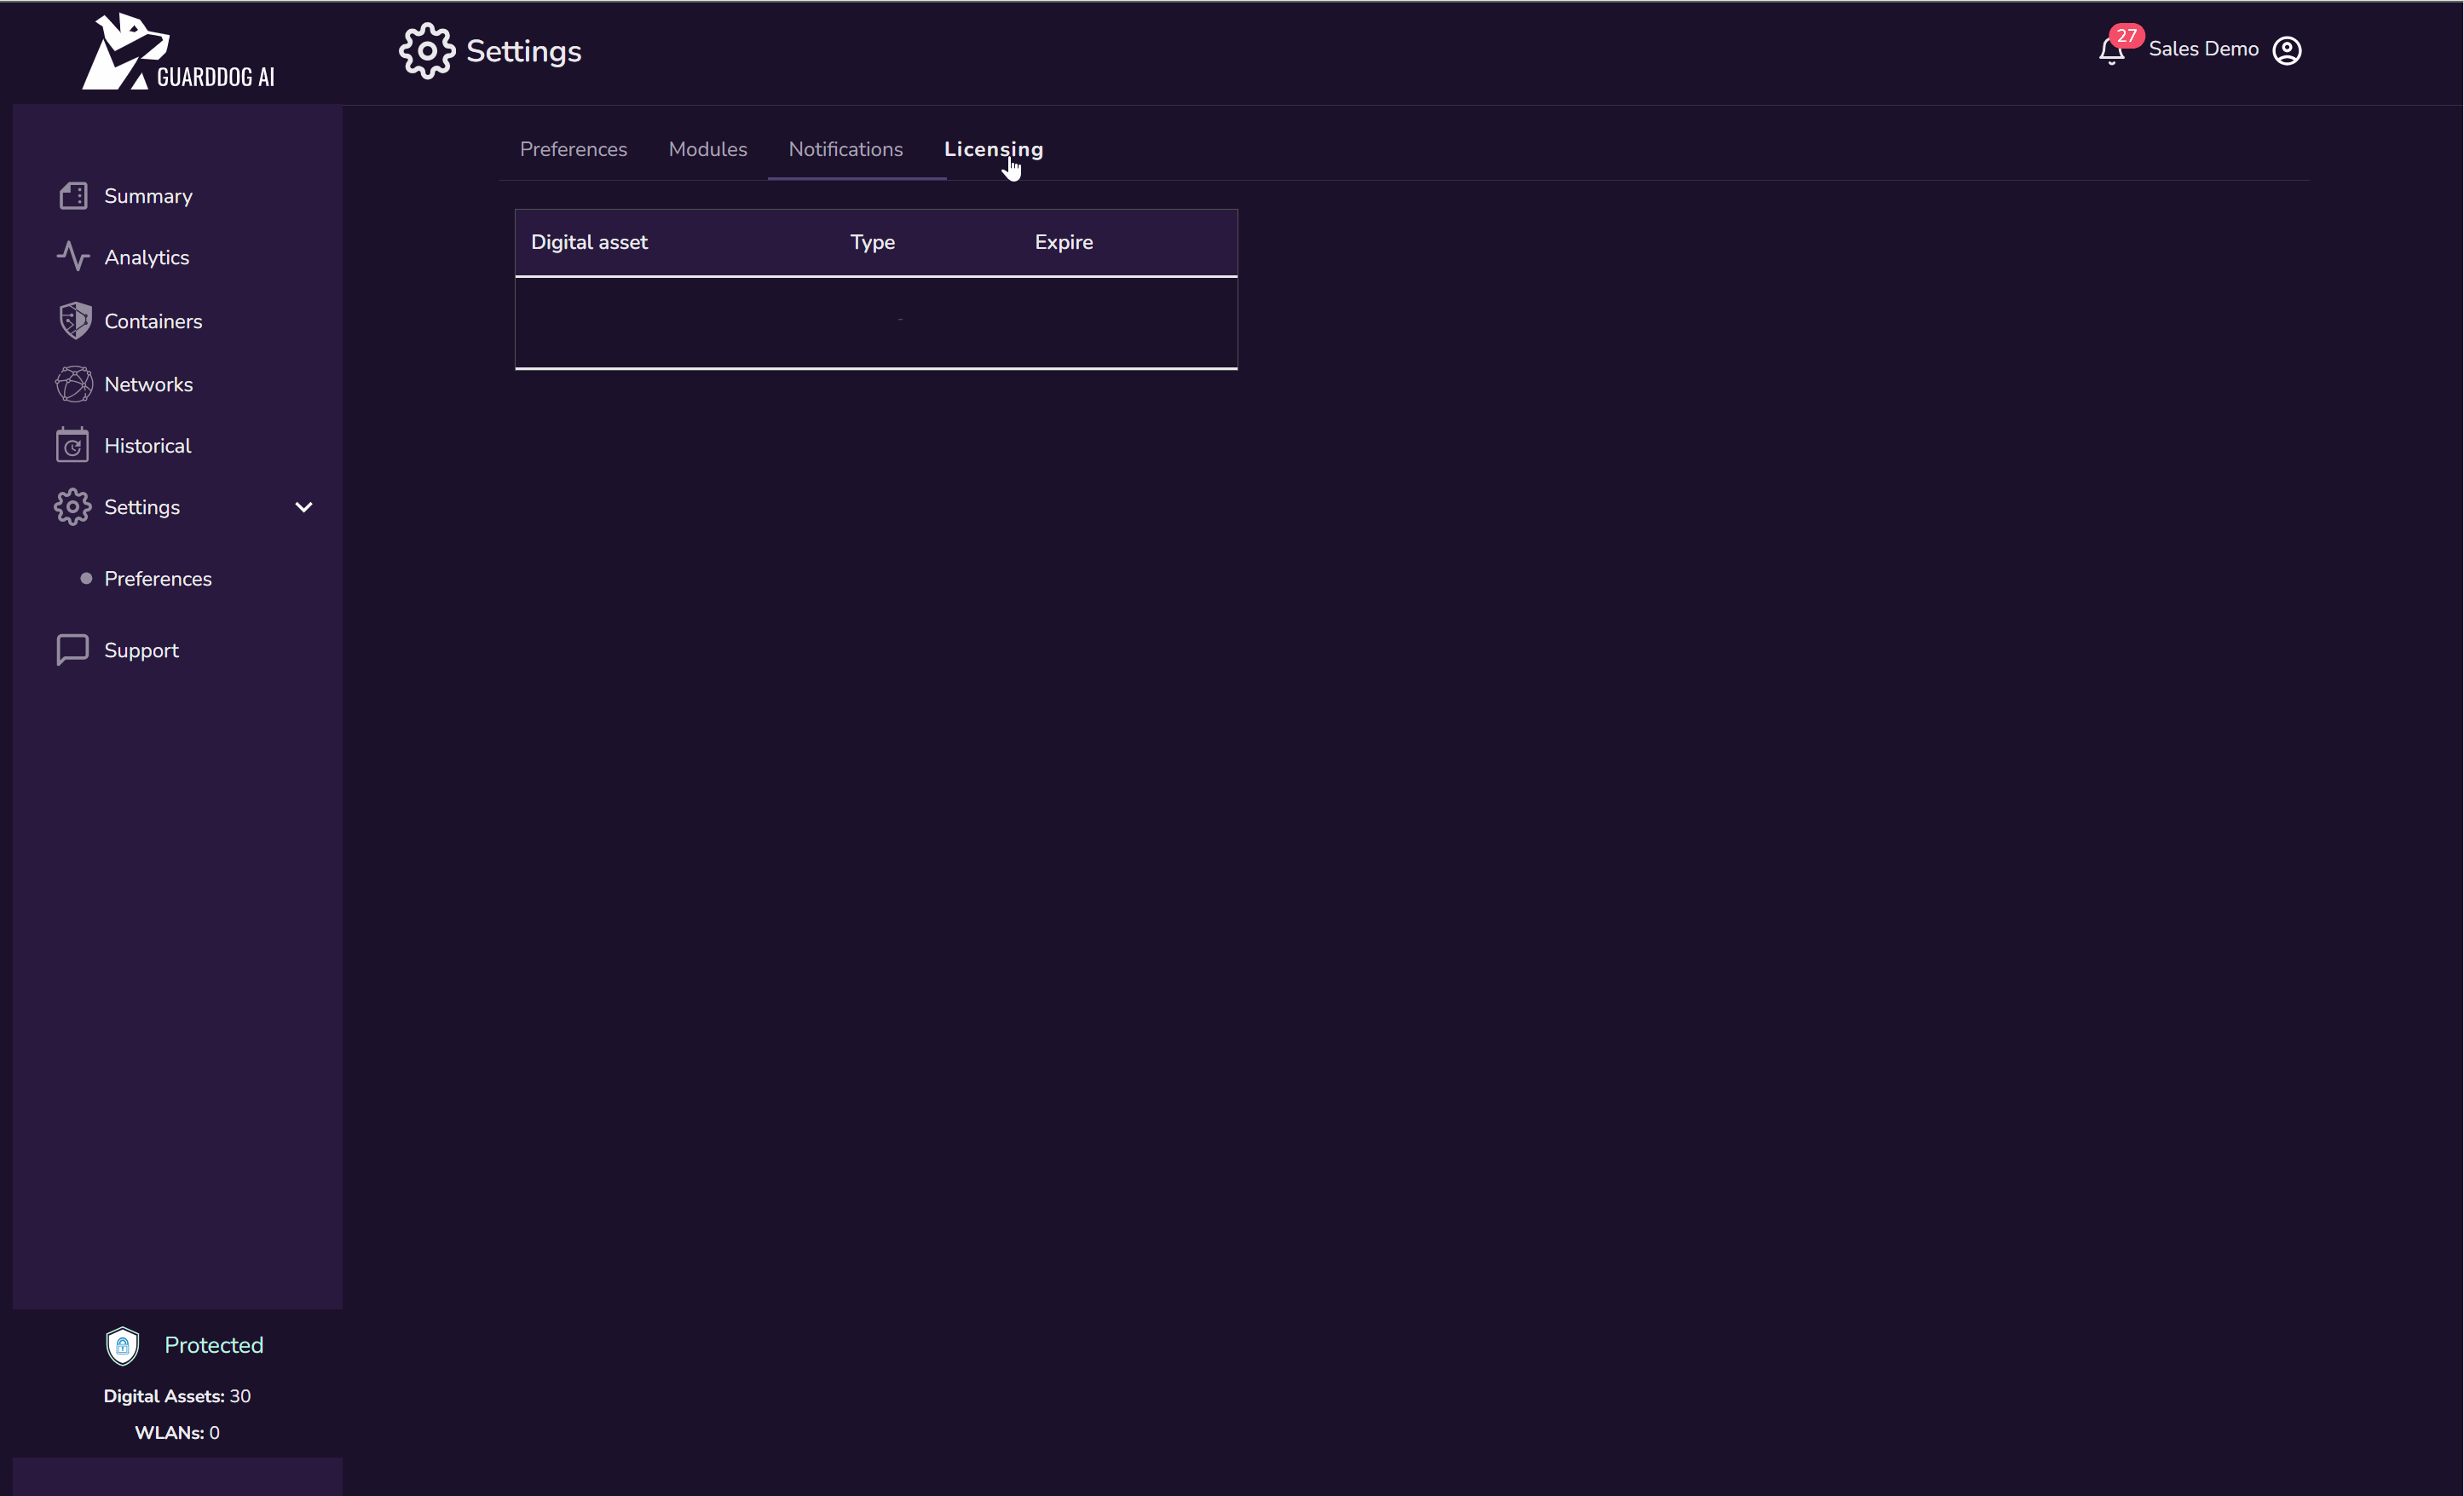 GUARDDOG AI
Settings
27
Sales Demo
Preferences
Modules
Notifications
Licensing
Summary
Analytics
Containers
Networks
Historical
Settings
Preferences
Support
Digital asset
Type
Expire
-
Protected
Digital Assets: 30
WLANs: 0